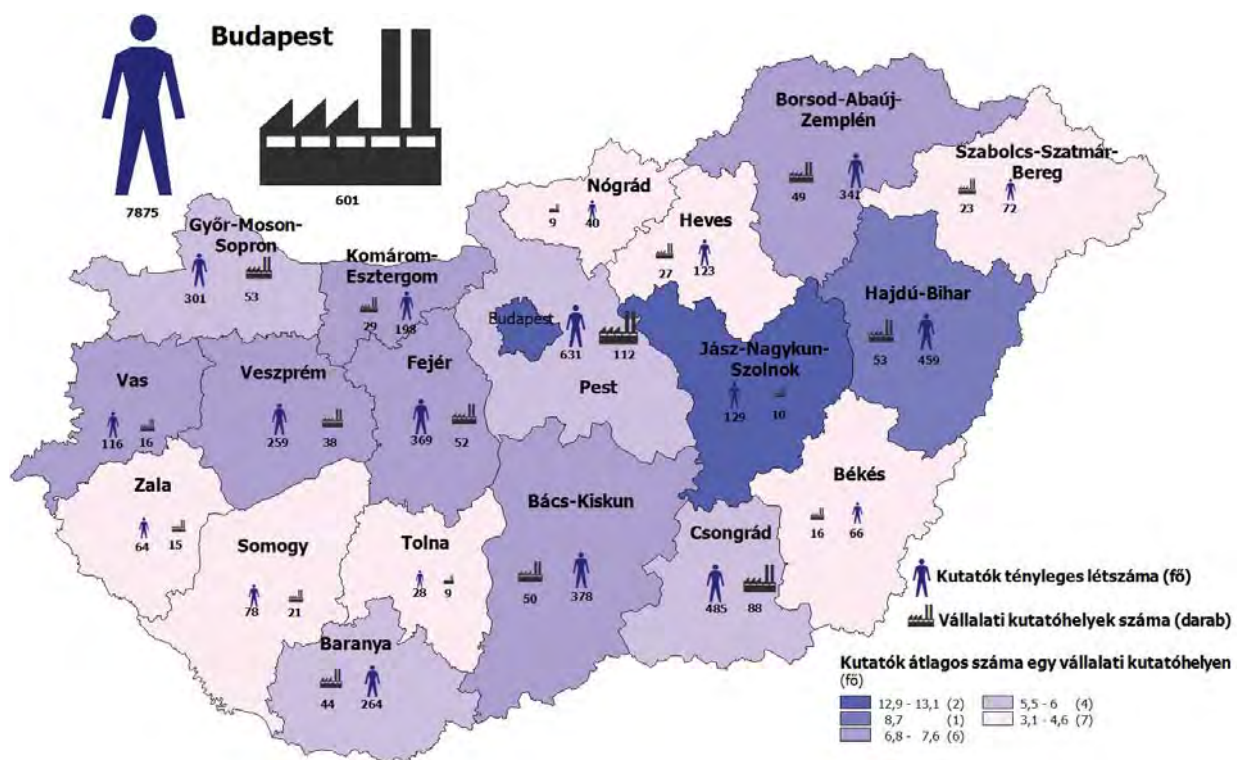 Budapest
7875
601
Borsod-Abaúj-
Zemplén
49
341
Szabolcs-Szatmár-
Bereg
23
72
Nógrád
9
40
Heves
27
123
Győr-Moson-
Sopron
301
53
Komárom-
Esztergom
29
198
Budapest
631
112
Pest
Hajdú-Bihar
53
459
Jász-Nagykun-
Szolnok
129
10
Vas
116
16
Veszprém
259
38
Fejér
369
52
Zala
64
15
Somogy
78
21
Tolna
28
9
Bács-Kiskun
50
378
Csongrád
485
88
Békés
16
66
Baranya
44
264
Kutatók tényleges létszáma (fő)
Vállalati kutatóhelyek száma (darab)
Kutatók átlagos száma egy vállalati kutatóhelyen
(fő)
12,9 - 13,1 (2)
8,7 (1)
6,8 - 7,6 (6)
5,5 - 6 (4)
3,1 - 4,6 (7)